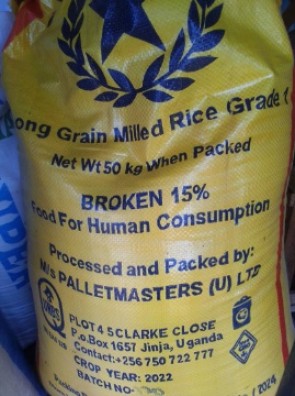 Long Grain Milled Rice Grade 1
Net Wt 50 kg When Packed
BROKEN 15%
Food For Human Consumption
Processed and Packed by:
M/s PALLETMASTERS (U) LTD
PLOT 4 5 CLARKE CLOSE
P.o.Box 1657 Jinja, Uganda
Contact:+256 750 722 777
CROP YEAR: 2022
BATCH NO:
UNBS
/ 2024